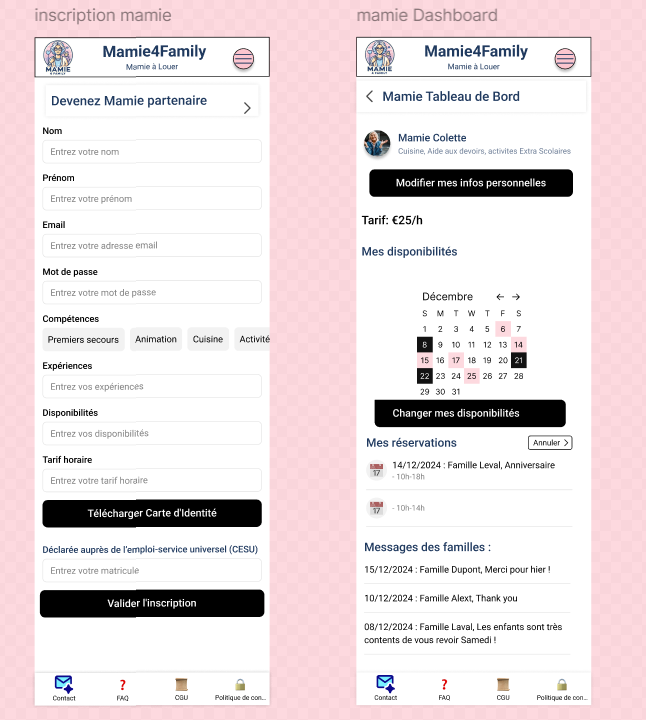 inscription mamie
MAMIE
4 FAMILY
Mamie4Family
Mamie à Louer
Devenez Mamie partenaire
Nom
Entrez votre nom
Prénom
Entrez votre prénom
Email
Entrez votre adresse email
Mot de passe
Entrez votre mot de passe
Compétences
Premiers secours Animation Cuisine Activité
Expériences
Entrez vos expériences
Disponibilités
Entrez vos disponibilités
Tarif horaire
Entrez votre tarif horaire
Télécharger Carte d'Identité
Déclarée auprès de l'emploi-service universel (CESU)
Entrez votre matricule
Valider l'inscription
Contact FAQ CGU Politique de con...
mamie Dashboard
MAMIE
4 FAMILY
Mamie4Family
Mamie à Louer
Mamie Tableau de Bord
Mamie Colette
Cuisine, Aide aux devoirs, activites Extra Scolaires
Modifier mes infos personnelles
Tarif: €25/h
Mes disponibilités
Décembre
S M T W T F S
1 2 3 4 5 6 7
8 9 10 11 12 13 14
15 16 17 18 19 20 21
22 23 24 25 26 27 28
29 30 31
Changer mes disponibilités
Mes réservations Annuler
17 14/12/2024 : Famille Leval, Anniversaire
- 10h-18h
17 - 10h-14h
Messages des familles :
15/12/2024 : Famille Dupont, Merci pour hier !
10/12/2024 : Famille Alext, Thank you
08/12/2024 : Famille Laval, Les enfants sont très
contents de vous revoir Samedi !
Contact FAQ CGU Politique de con...